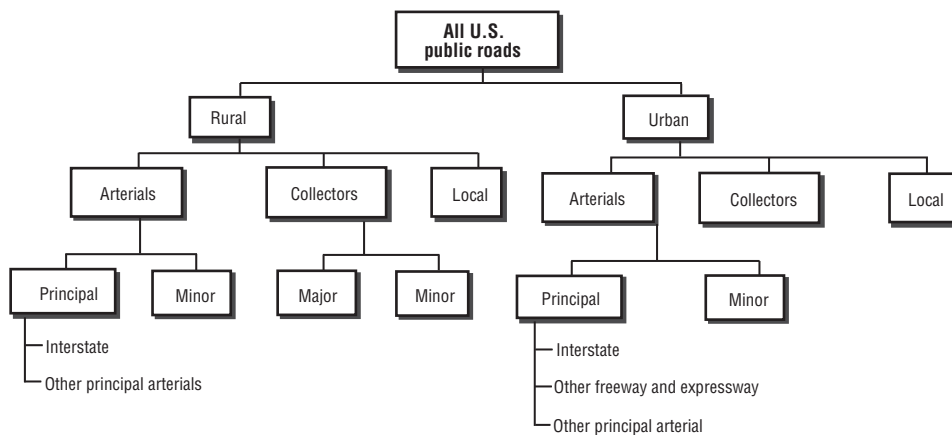 All U.S.
public roads
Rural
Urban
Arterials
Collectors
Local
Arterials
Collectors
Local
Principal
Minor
Major
Minor
Principal
Minor
Interstate
Other principal arterials
Interstate
Other freeway and expressway
Other principal arterial